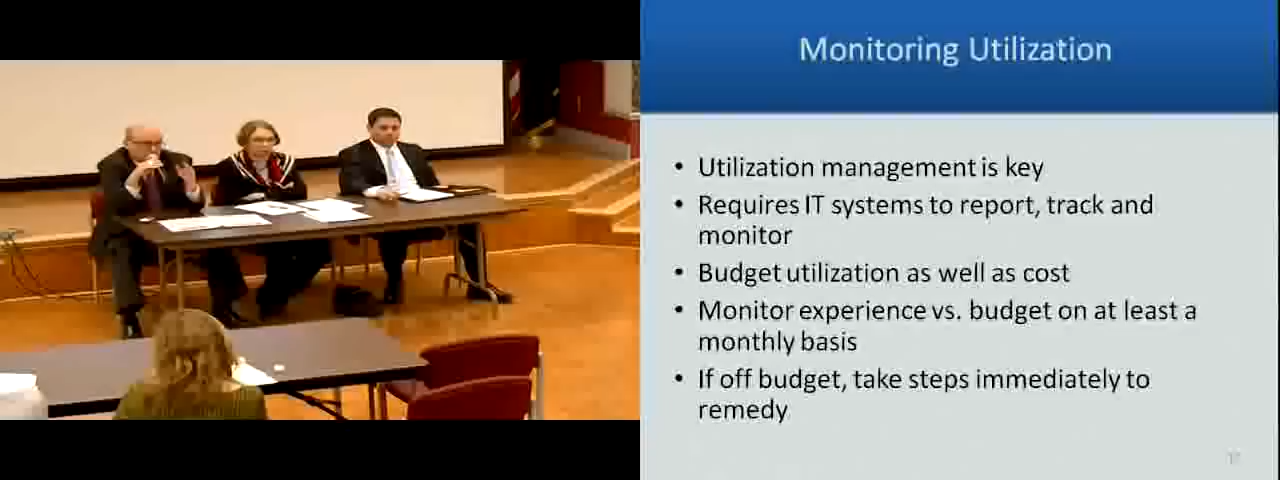 Monitoring Utilization
• Utilization management is key
• Requires IT systems to report, track and
monitor
• Budget utilization as well as cost
• Monitor experience vs. budget on at least a
monthly basis
• If off budget, take steps immediately to
remedy